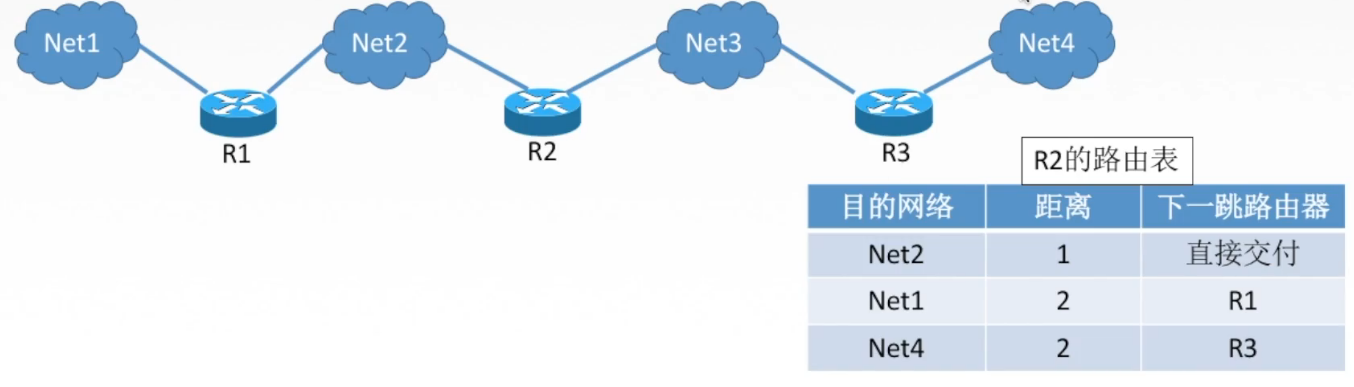 Net1 Net2 Net3 Net4
R1 R2 R3
R2的路由表
目的网络 距离 下一跳路由器
Net2 1 直接交付
Net1 2 R1
Net4 2 R3